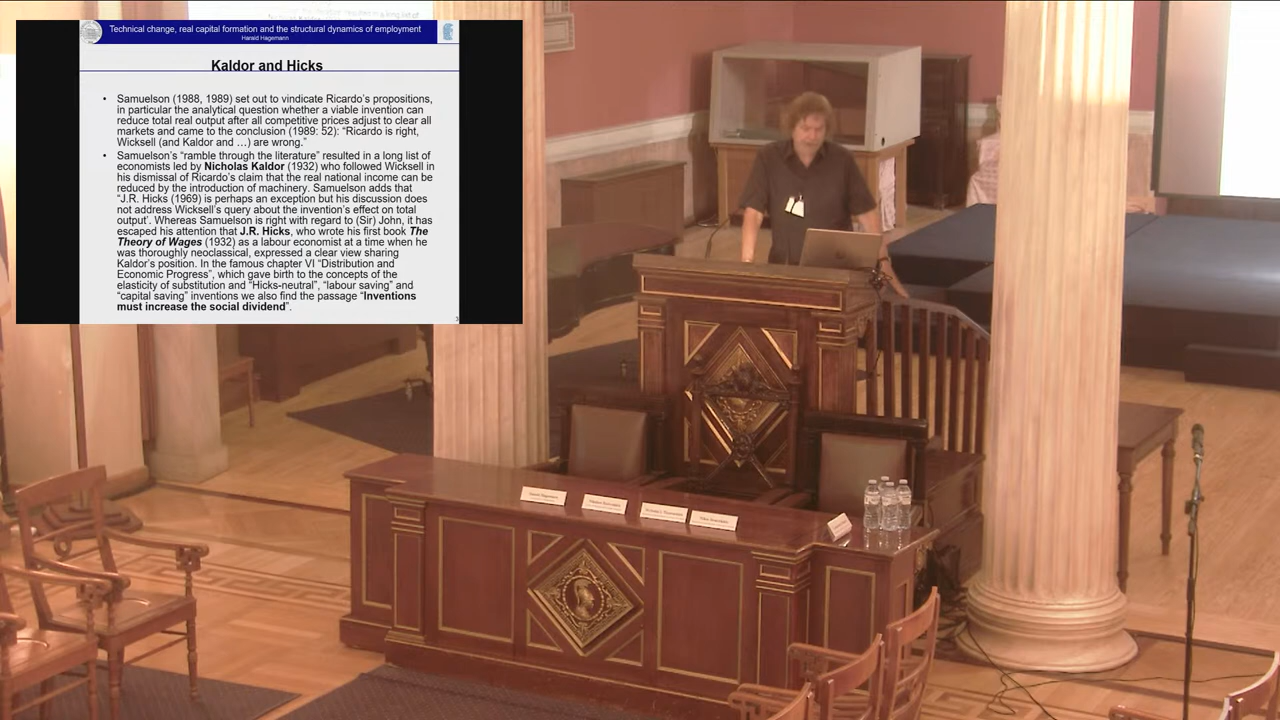 Technical change, real capital formation and the structural dynamics of employment
Harald Hagemann
Kaldor and Hicks
• Samuelson (1988, 1989) set out to vindicate Ricardo's propositions,
in particular the analytical question whether a viable invention can
reduce total real output after all competitive prices adjust to clear all
markets and came to the conclusion (1989: 52): “Ricardo is right,
Wicksell (and Kaldor and …) are wrong.”
• Samuelson's “ramble through the literature” resulted in a long list of
economists led by Nicholas Kaldor (1932) who followed Wicksell in
his dismissal of Ricardo's claim that the real national income can be
reduced by the introduction of machinery. Samuelson adds that
“J.R. Hicks (1969) is perhaps an exception but his discussion does
not address Wicksell's query about the invention's effect on total
output'. Whereas Samuelson is right with regard to (Sir) John, it has
escaped his attention that J.R. Hicks, who wrote his first book The
Theory of Wages (1932) as a labour economist at a time when he
was thoroughly neoclassical, expressed a clear view sharing
Kaldor's position. In the famous chapter VI “Distribution and
Economic Progress”, which gave birth to the concepts of the
elasticity of substitution and “Hicks-neutral”, “labour saving” and
“capital saving” inventions we also find the passage “Inventions
must increase the social dividend”.
3